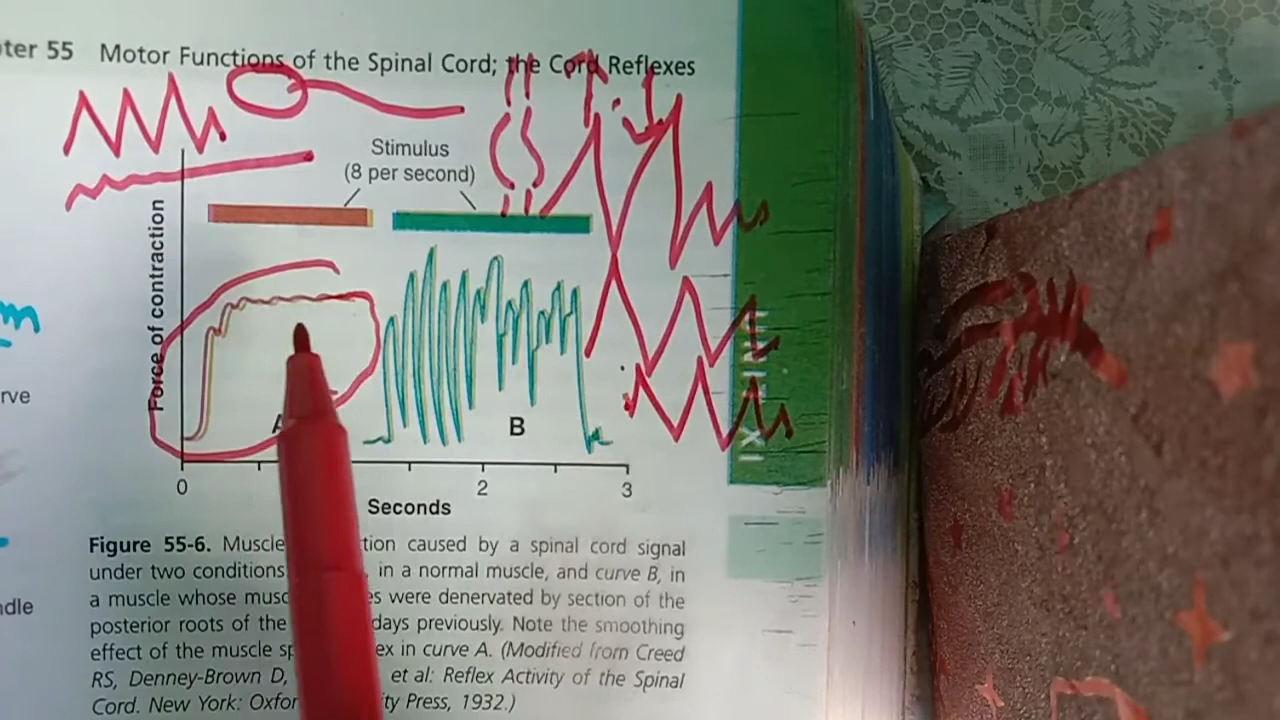 ter 55 Motor Functions of the Spinal Cord; the Cord Reflexes
Stimulus
(8 per second)
Force of contraction
B
0 2 3
Seconds
rve
dle
Figure 55-6. Muscle tion caused by a spinal cord signal
under two conditions in a normal muscle, and curve B, in
a muscle whose musc es were denervated by section of the
posterior roots of the days previously. Note the smoothing
effect of the muscle sp ex in curve A. (Modified from Creed
RS, Denney-Brown D, et al: Reflex Activity of the Spinal
Cord. New York: Oxfor ty Press, 1932.)